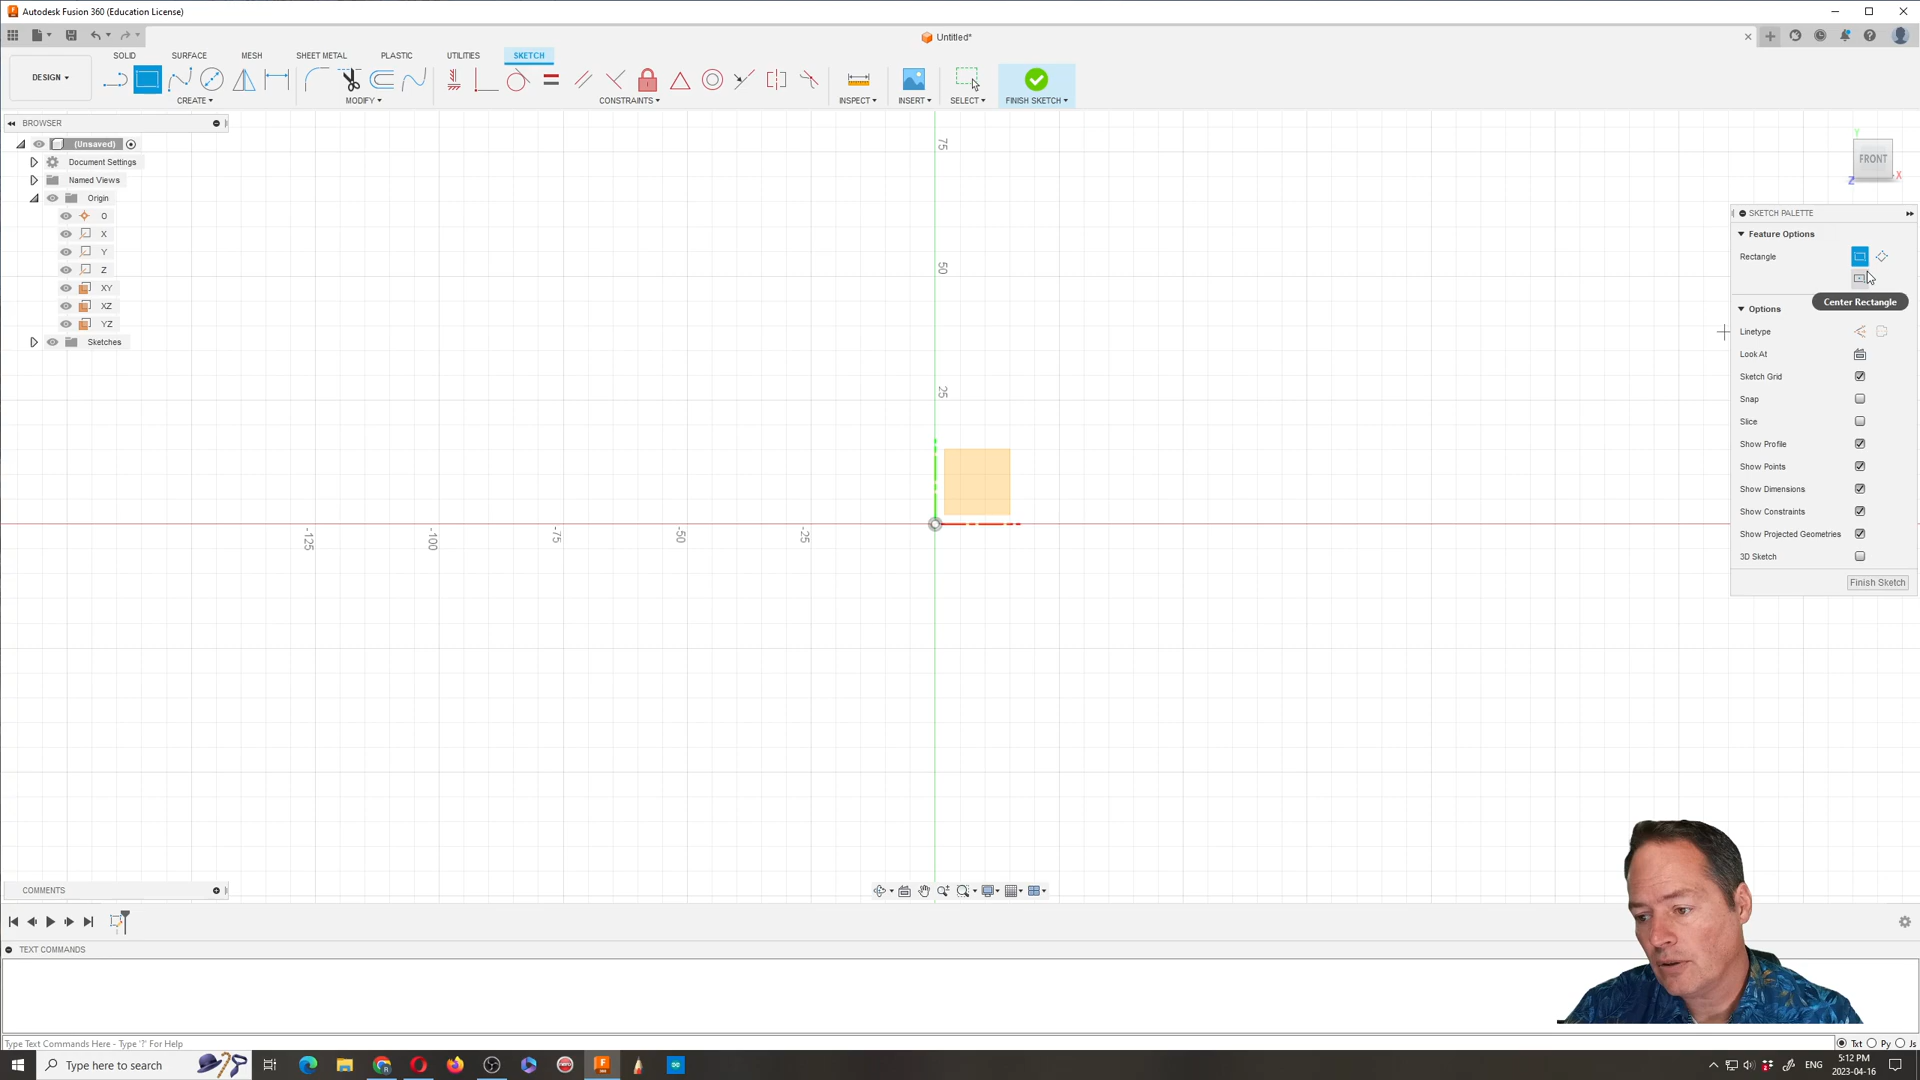 Autodesk Fusion 360 (Education License)
Untitled*
SOLID SURFACE MESH SHEET METAL PLASTIC UTILITIES SKETCH
DESIGN
CREATE MODIFY CONSTRAINTS INSPECT INSERT SELECT FINISH SKETCH
BROWSER
(Unsaved)
Document Settings
Named Views
Origin
O
X
Y
Z
XY
XZ
YZ
Sketches
75
50
25
-125
-100
-75
-50
-25
Y
FRONT
Z
X
SKETCH PALETTE
Feature Options
Rectangle
Center Rectangle
Options
Linetype
Look At
Sketch Grid
Snap
Slice
Show Profile
Show Points
Show Dimensions
Show Constraints
Show Projected Geometries
3D Sketch
Finish Sketch
COMMENTS
TEXT COMMANDS
Type Text Commands Here - Type '?' For Help
Txt Py Js
Type here to search
ENG
5:12 PM
2023-04-16